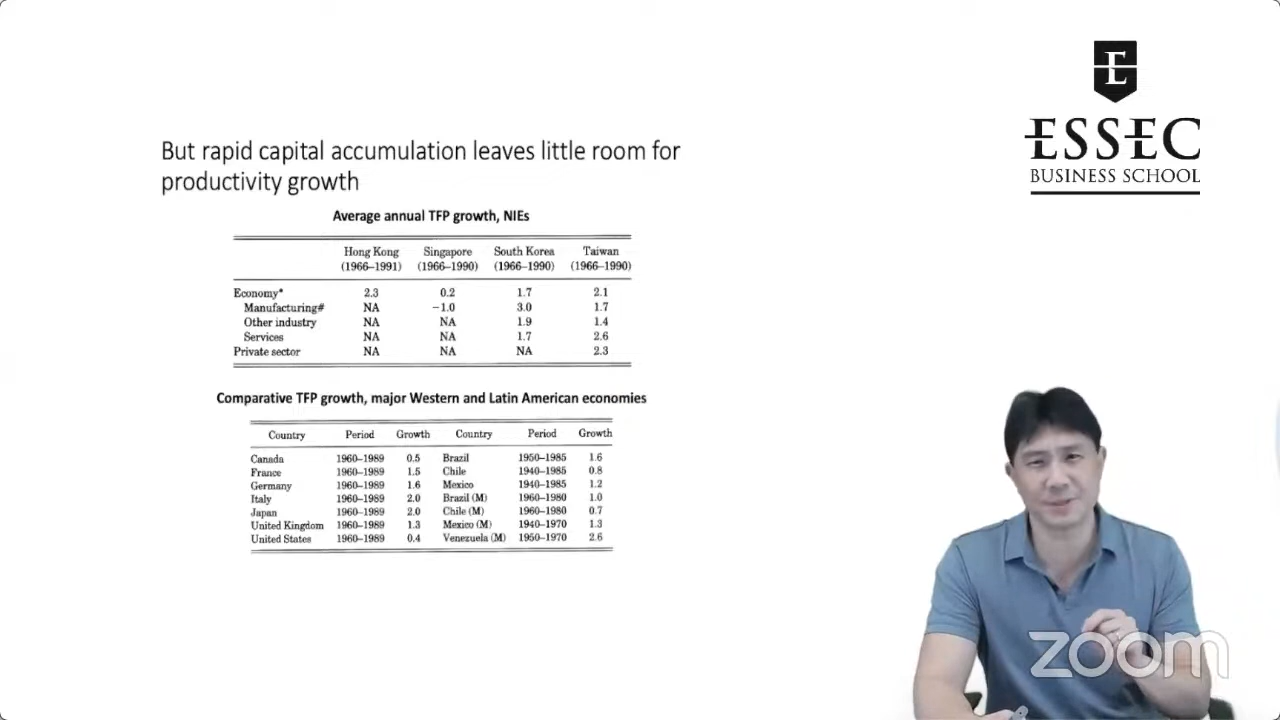 ESSEC
BUSINESS SCHOOL
But rapid capital accumulation leaves little room for
productivity growth
Average annual TFP growth, NIEs
Hong Kong Singapore South Korea Taiwan
(1966–1991) (1966–1990) (1966–1990) (1966–1990)
Economy* 2.3 0.2 1.7 2.1
Manufacturing# NA −1.0 3.0 1.7
Other industry NA NA 1.9 1.4
Services NA NA 1.7 2.6
Private sector NA NA NA 2.3
Comparative TFP growth, major Western and Latin American economies
Country Period Growth Country Period Growth
Canada 1960–1989 0.5 Brazil 1950–1985 1.6
France 1960–1989 1.5 Chile 1940–1985 0.8
Germany 1960–1989 1.6 Mexico 1940–1985 1.2
Italy 1960–1989 2.0 Brazil (M) 1960–1980 1.0
Japan 1960–1989 2.0 Chile (M) 1960–1980 0.7
United Kingdom 1960–1989 1.3 Mexico (M) 1940–1970 1.3
United States 1960–1989 0.4 Venezuela (M) 1950–1970 2.6
zoom